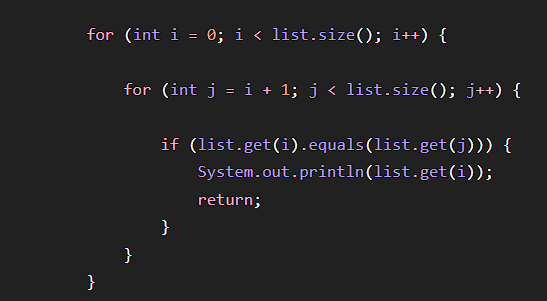 for (int i = 0; i < list.size(); i++) {
for (int j = i + 1; j < list.size(); j++) {
if (list.get(i).equals(list.get(j))) {
System.out.println(list.get(i));
return;
}
}
}